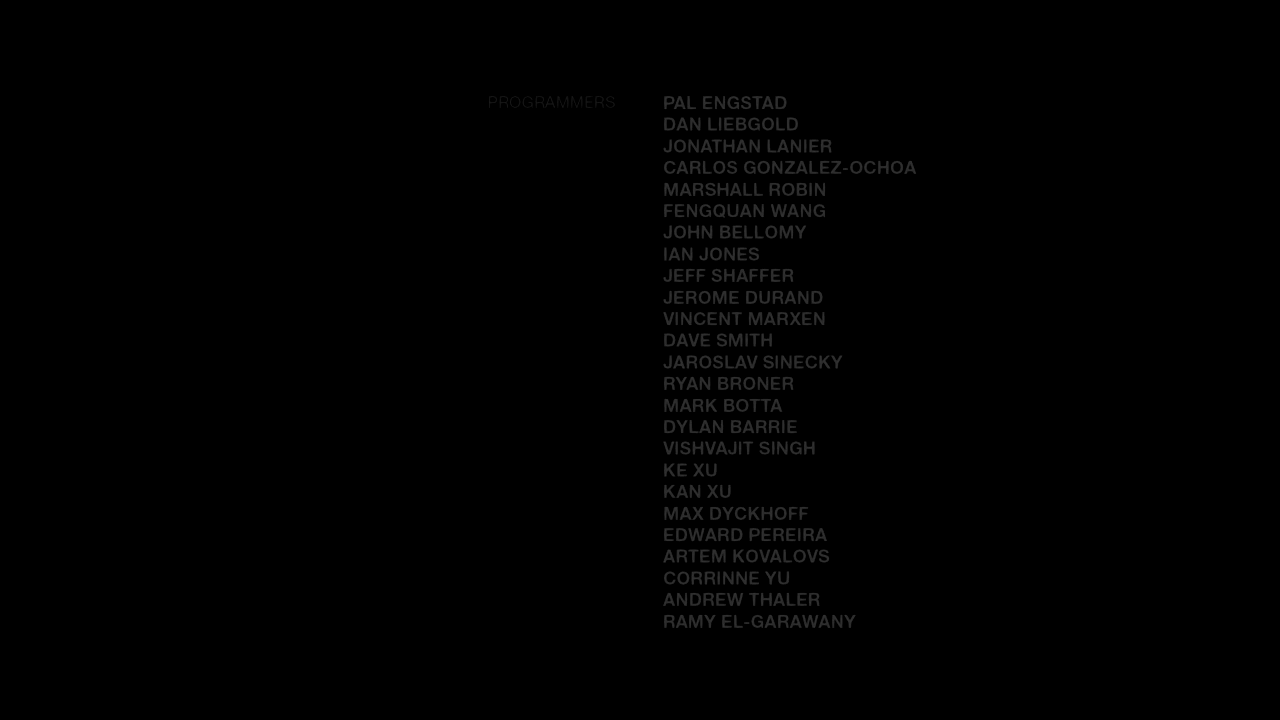 PROGRAMMERS PAL ENGSTAD
DAN LIEBGOLD
JONATHAN LANIER
CARLOS GONZALEZ-OCHOA
MARSHALL ROBIN
FENGQUAN WANG
JOHN BELLOMY
IAN JONES
JEFF SHAFFER
JEROME DURAND
VINCENT MARXEN
DAVE SMITH
JAROSLAV SINECKY
RYAN BRONER
MARK BOTTA
DYLAN BARRIE
VISHVAJIT SINGH
KE XU
KAN XU
MAX DYCKHOFF
EDWARD PEREIRA
ARTEM KOVALOVS
CORRINNE YU
ANDREW THALER
RAMY EL-GARAWANY